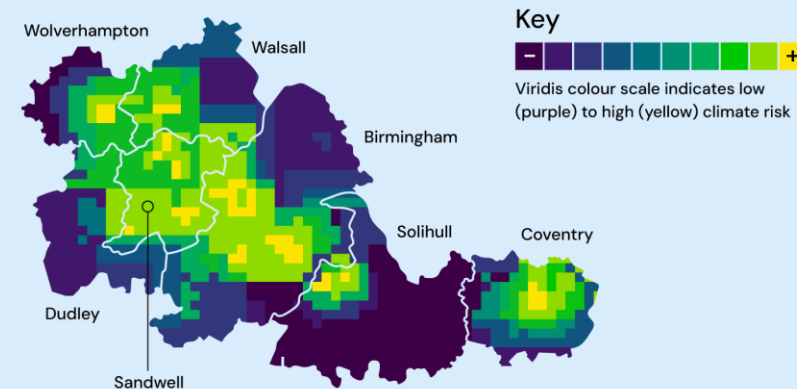 Key
Wolverhampton
Walsall
−
+
Viridis colour scale indicates low
(purple) to high (yellow) climate risk
Birmingham
Solihull
Coventry
Dudley
Sandwell